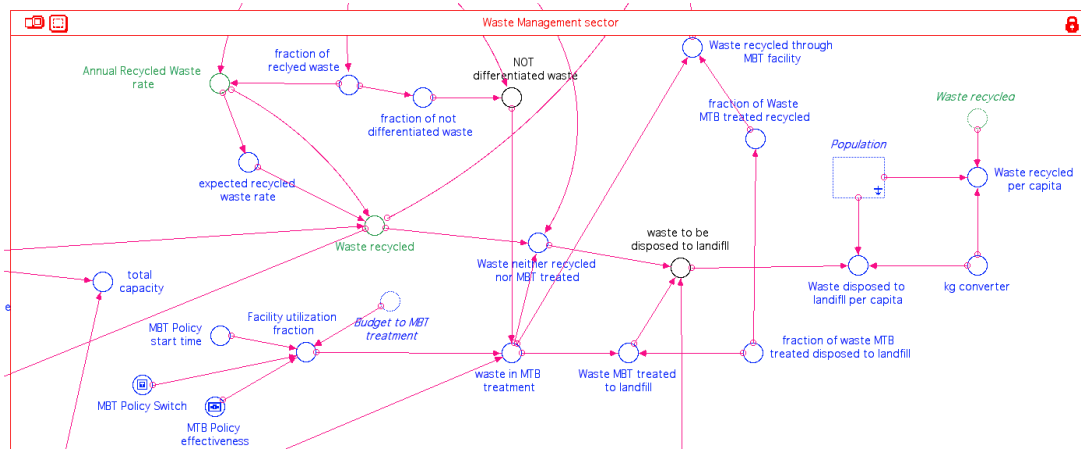 Waste Management sector
Annual Recycled Waste
rate
fraction of
reclyed waste
NOT
differentiated waste
Waste recycled through
MBT facility
fraction of not
differentiated waste
fraction of Waste
MTB treated recycled
Waste recycled
Population
expected recycled
waste rate
Waste recycled
per capita
Waste recycled
waste to be
disposed to landfill
Waste neither recycled
nor MBT treated
total
capacity
Waste disposed to
landfill per capita
kg converter
e
MBT Policy
start time
Facility utilization
fraction
Budget to MBT
treatment
fraction of waste MTB
treated disposed to landfill
waste in MTB
treatment
Waste MBT treated
to landfill
MBT Policy Switch
MTB Policy
effectiveness